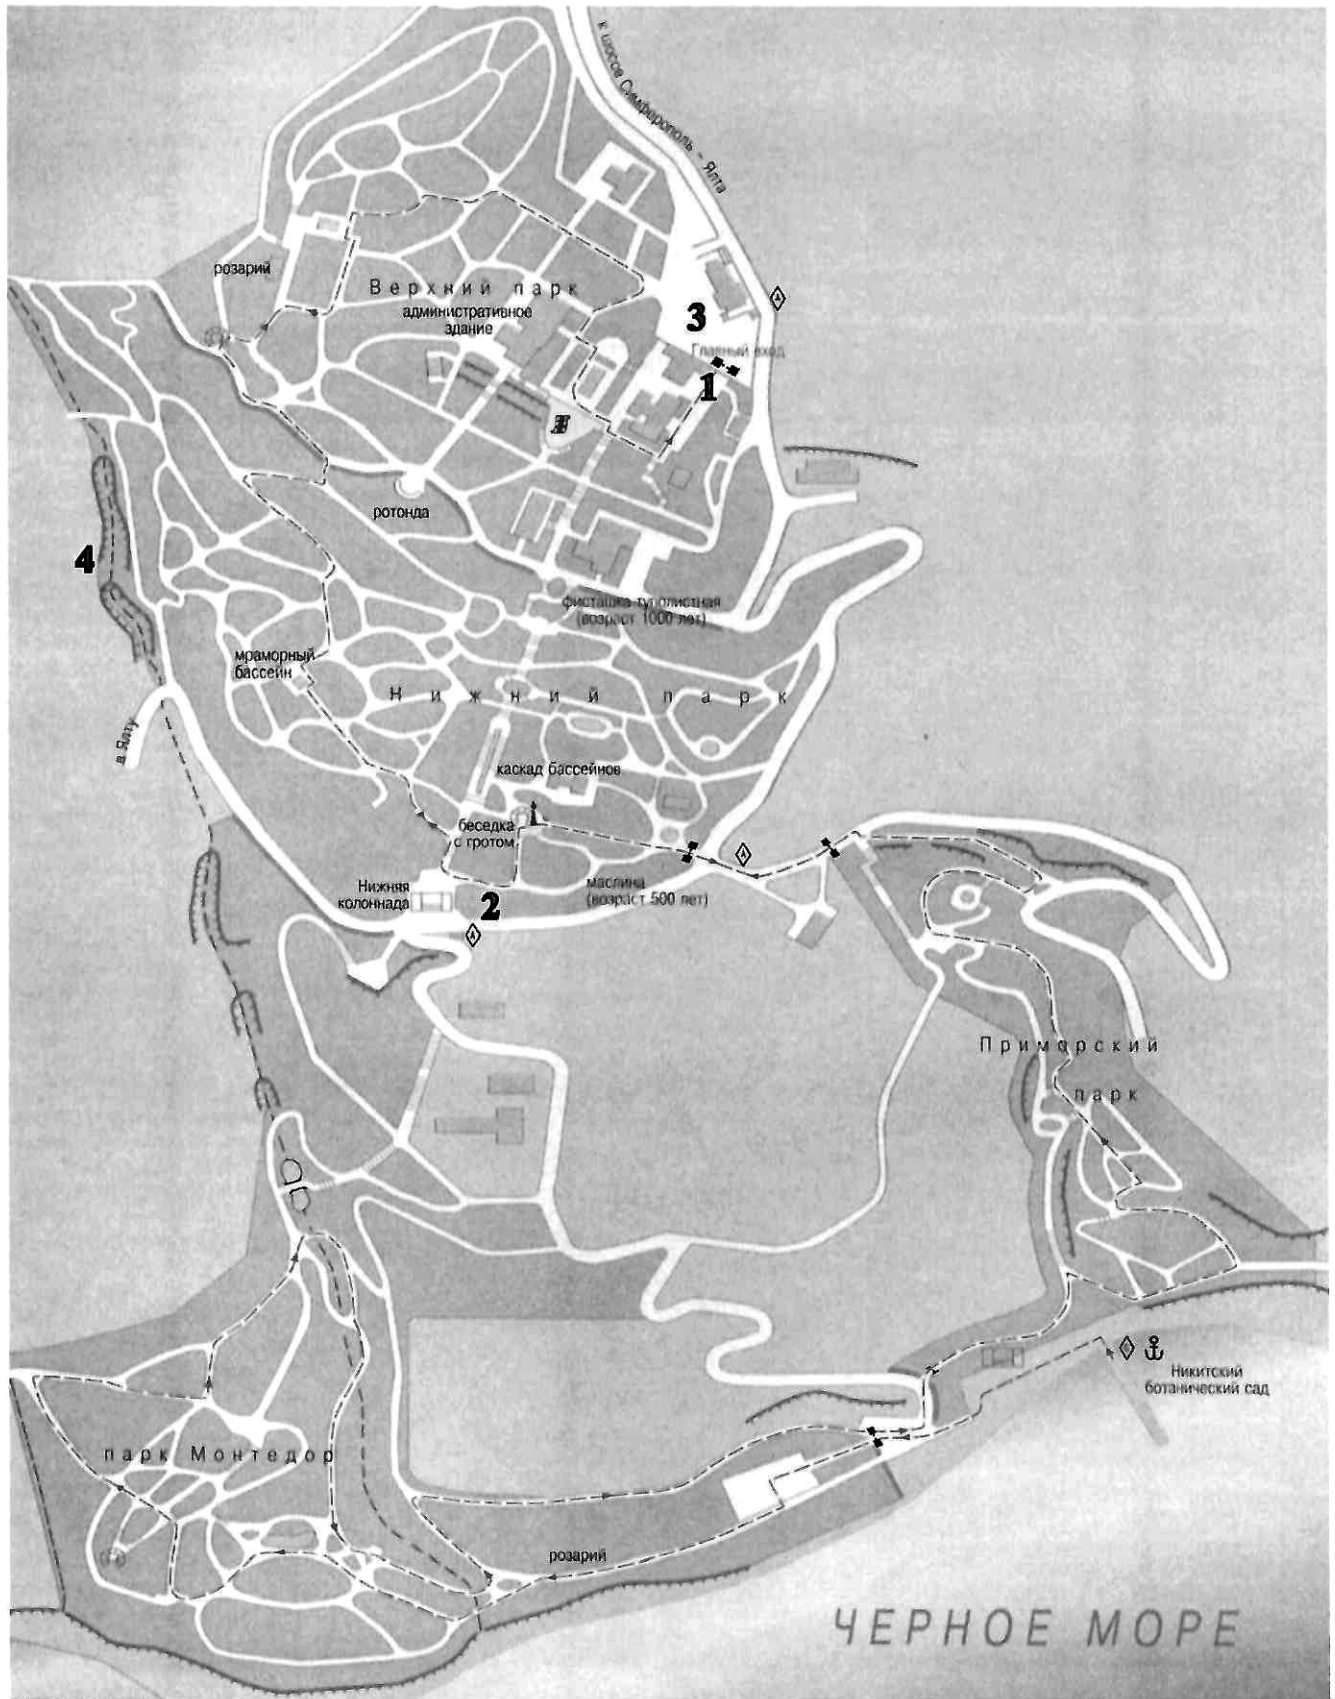 к шоссе Симферополь - Ялта
розарий
Верхний парк
административное
здание
3
Главный вход
1
ротонда
4
фисташка туполистная
(возраст 1000 лет)
мраморный
бассейн
Нижний парк
в Ялту
каскад бассейнов
беседка
с гротом
Нижняя
колоннада
2
маслина
(возраст 500 лет)
Приморский
парк
Никитский
ботанический сад
парк Монтедор
розарий
ЧЕРНОЕ МОРЕ